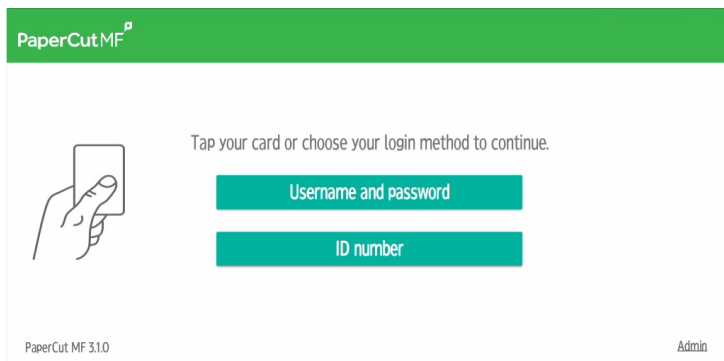 PaperCut MF
Tap your card or choose your login method to continue.
Username and password
ID number
PaperCut MF 3.1.0
Admin